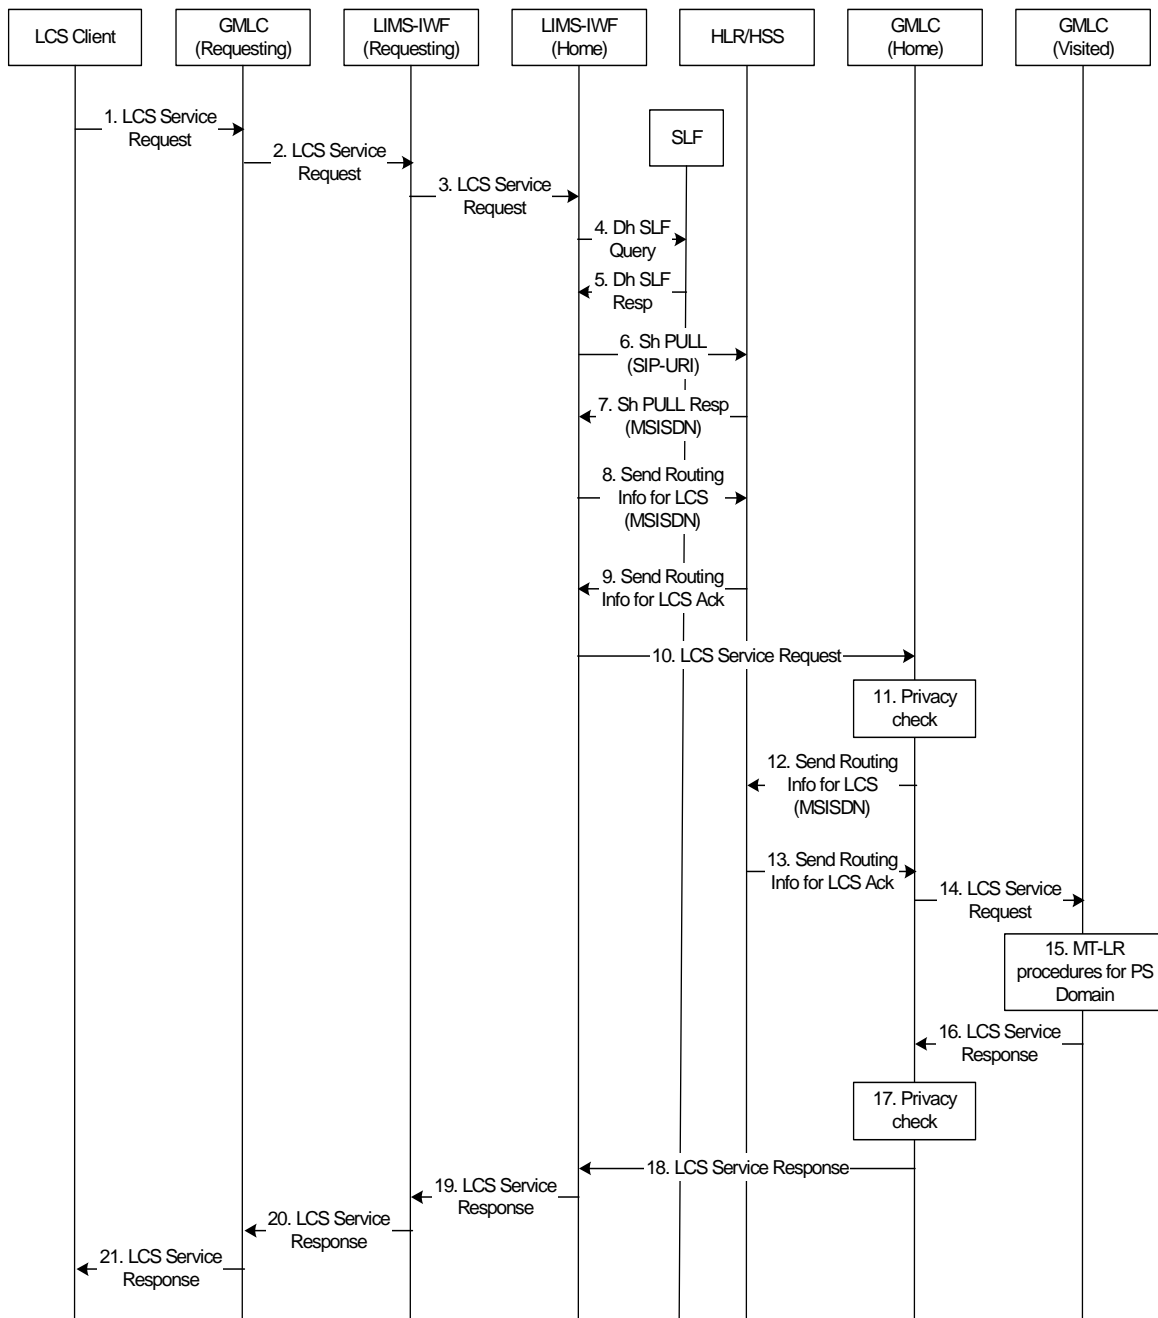 LCS Client
GMLC
(Requesting)
LIMS-IWF
(Requesting)
LIMS-IWF
(Home)
HLR/HSS
GMLC
(Home)
GMLC
(Visited)
1. LCS Service
Request
SLF
2. LCS Service
Request
3. LCS Service
Request
4. Dh SLF
Query
5. Dh SLF
Resp
6. Sh PULL
(SIP-URI)
7. Sh PULL Resp
(MSISDN)
8. Send Routing
Info for LCS
(MSISDN)
9. Send Routing
Info for LCS Ack
10. LCS Service Request
11. Privacy
check
12. Send Routing
Info for LCS
(MSISDN)
13. Send Routing
Info for LCS Ack
14. LCS Service
Request
15. MT-LR
procedures for PS
Domain
16. LCS Service
Response
17. Privacy
check
18. LCS Service Response
19. LCS Service
Response
20. LCS Service
Response
21. LCS Service
Response